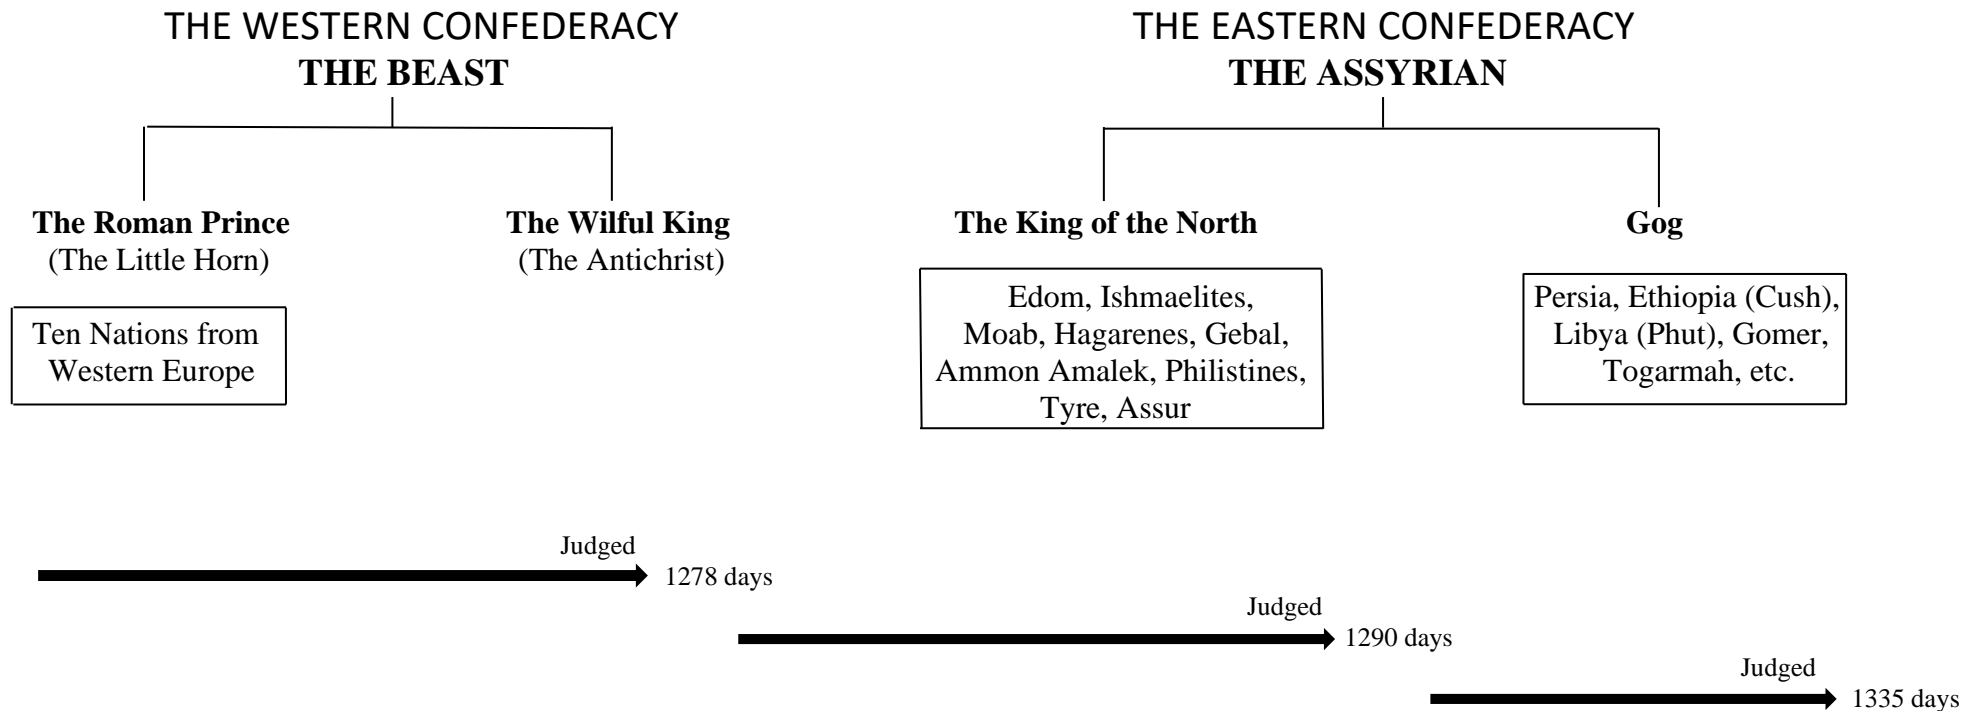 THE WESTERN CONFEDERACY
THE BEAST
The Roman Prince
(The Little Horn)
Ten Nations from
Western Europe
The Wilful King
(The Antichrist)
THE EASTERN CONFEDERACY
THE ASSYRIAN
The King of the North
Edom, Ishmaelites,
Moab, Hagarenes, Gebal,
Ammon Amalek, Philistines,
Tyre, Assur
Gog
Persia, Ethiopia (Cush),
Libya (Phut), Gomer,
Togarmah, etc.
Judged
1278 days
Judged
1290 days
Judged
1335 days